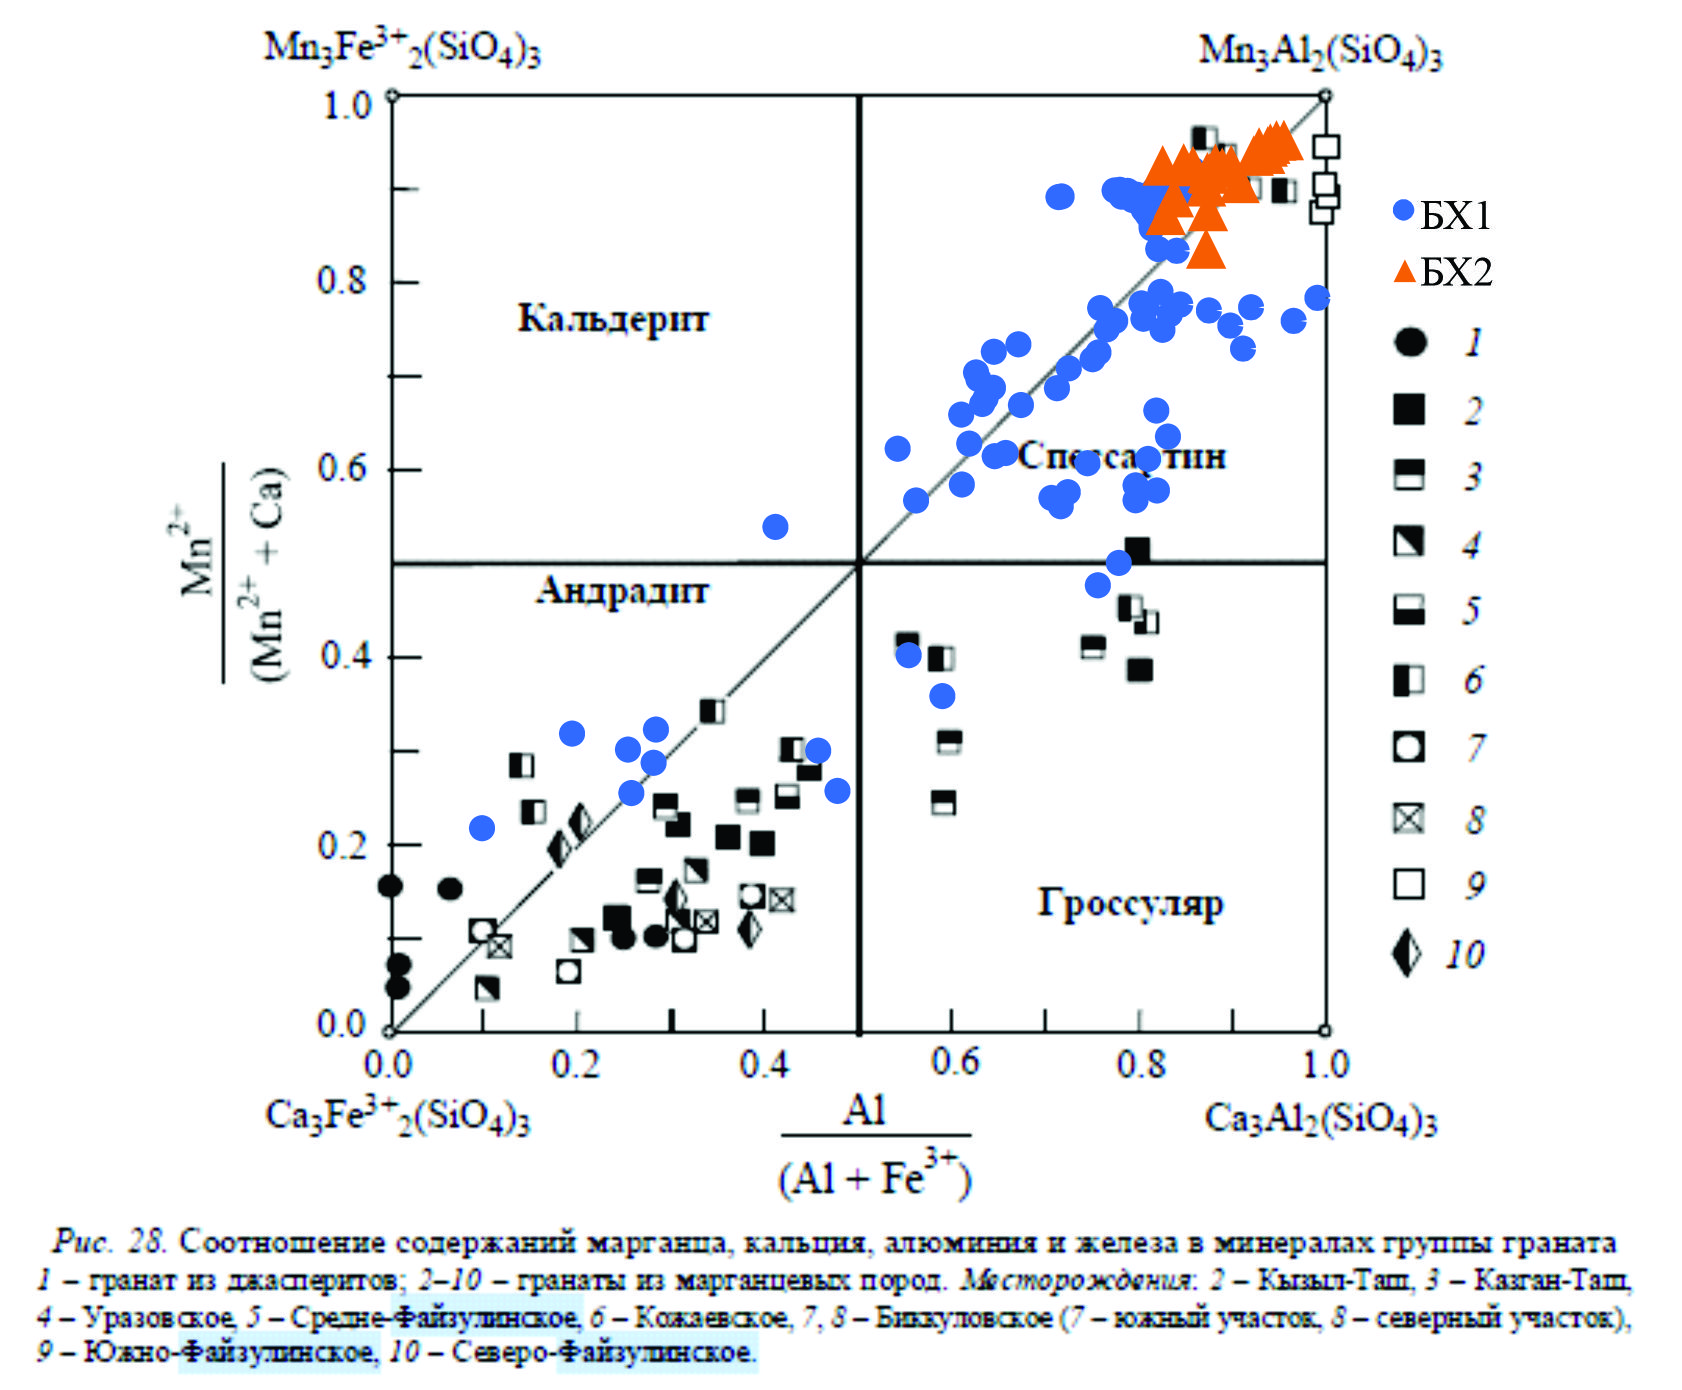 Mn₃Fe³⁺₂(SiO₄)₃
Mn₃Al₂(SiO₄)₃
1.0
0.8
0.6
0.4
0.2
0.0
Mn²⁺
(Mn²⁺ + Ca)
Кальдерит
Спессартин
Андрадит
Гроссуляр
БХ1
БХ2
1
2
3
4
5
6
7
8
9
10
0.0 0.2 0.4 0.6 0.8 1.0
Ca₃Fe³⁺₂(SiO₄)₃
Ca₃Al₂(SiO₄)₃
Al
(Al + Fe³⁺)
Рис. 28. Соотношение содержаний марганца, кальция, алюминия и железа в минералах группы граната
1 – гранат из джасперитов; 2–10 – гранаты из марганцевых пород. Месторождения: 2 – Кызыл-Таш, 3 – Казган-Таш,
4 – Уразовское, 5 – Средне-Файзулинское, 6 – Кожаевское, 7, 8 – Биккуловское (7 – южный участок, 8 – северный участок),
9 – Южно-Файзулинское, 10 – Северо-Файзулинское.